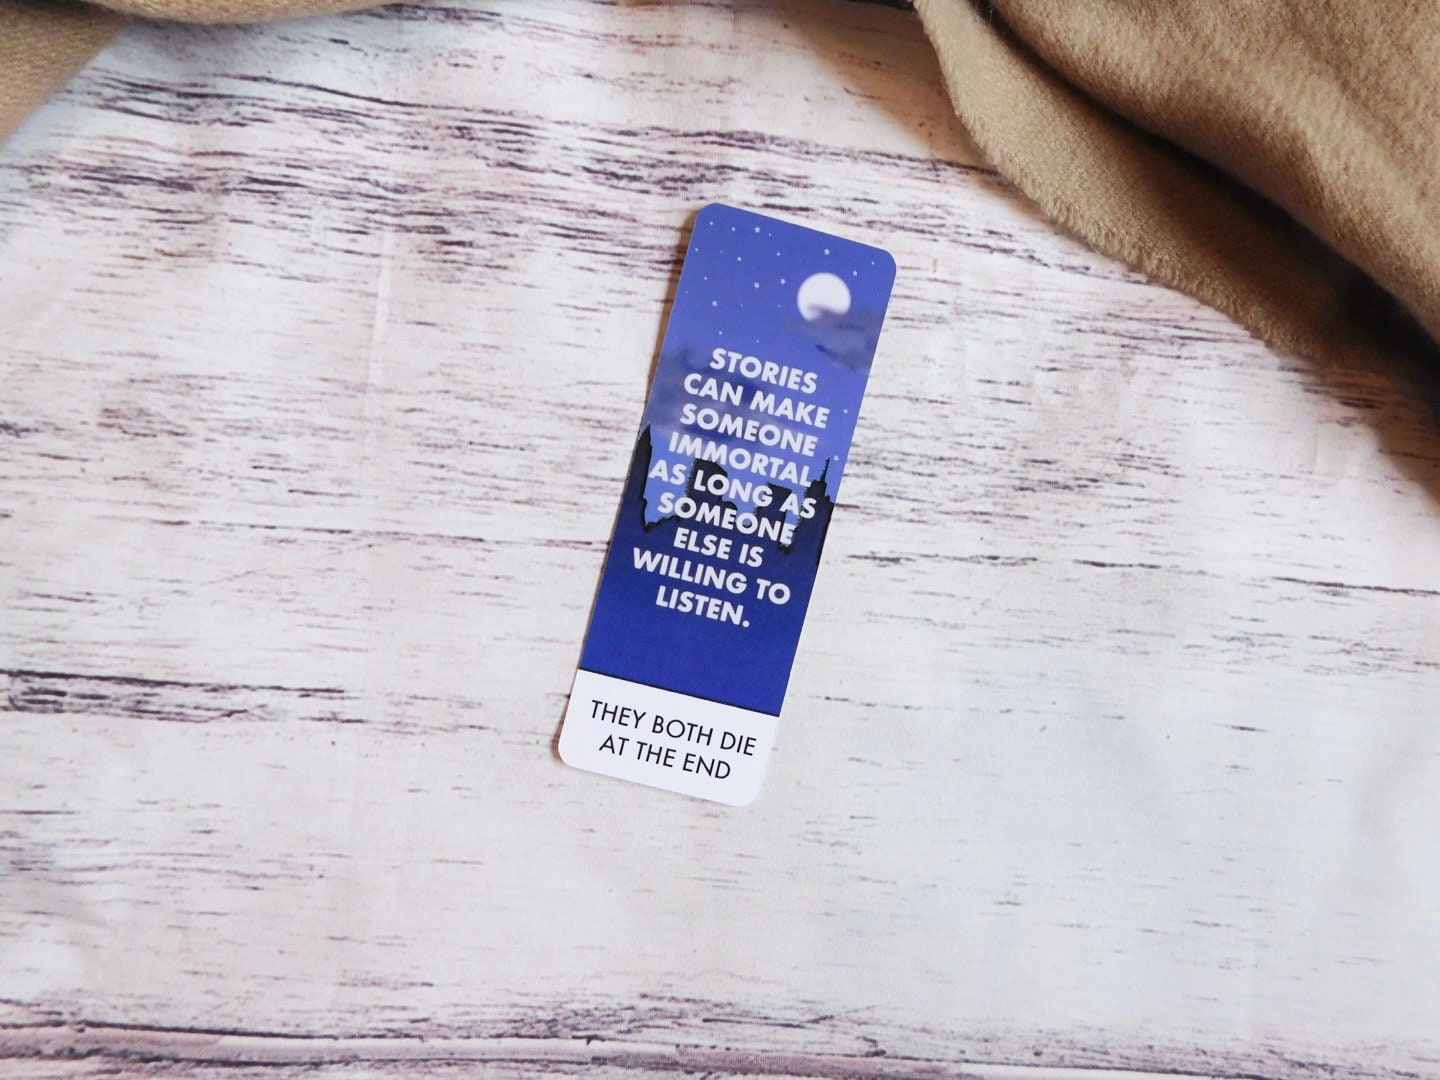 STORIES
CAN MAKE
SOMEONE
IMMORTAL
AS LONG AS
SOMEONE
ELSE IS
WILLING TO
LISTEN.
THEY BOTH DIE
AT THE END